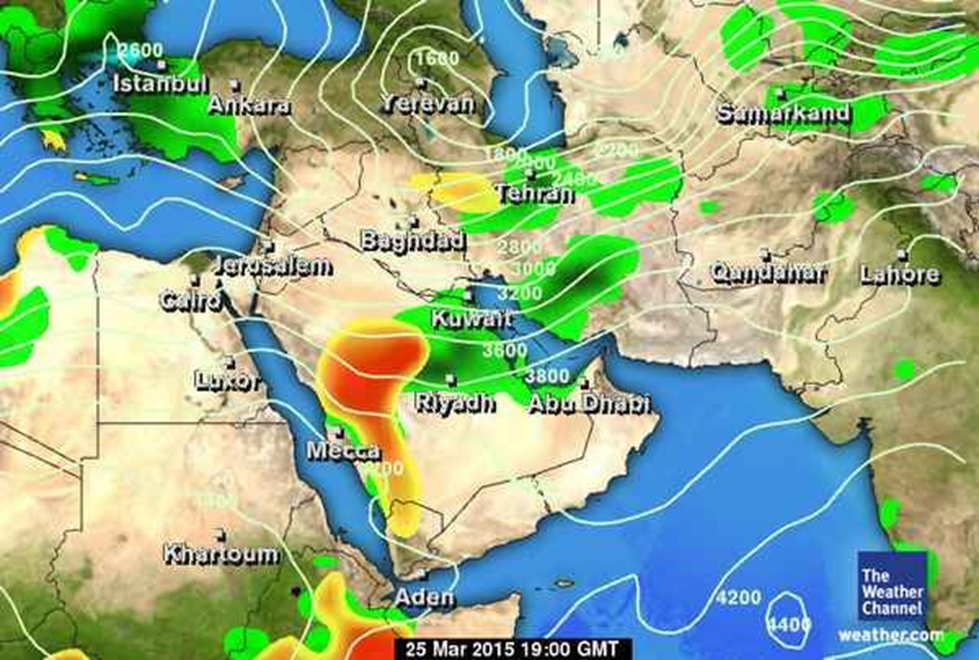 2600
1600
Istanbul
Ankara
Yerevan
Samarkand
1800
2200
2400
Tehran
Baghdad
2800
Jerusalem
3000
Qandahar
Lahore
Cairo
3200
Kuwait
3600
Luxor
3800
Riyadh
Abu Dhabi
Mecca
Khartoum
Aden
4200
4400
The
Weather
Channel
weather.com
25 Mar 2015 19:00 GMT